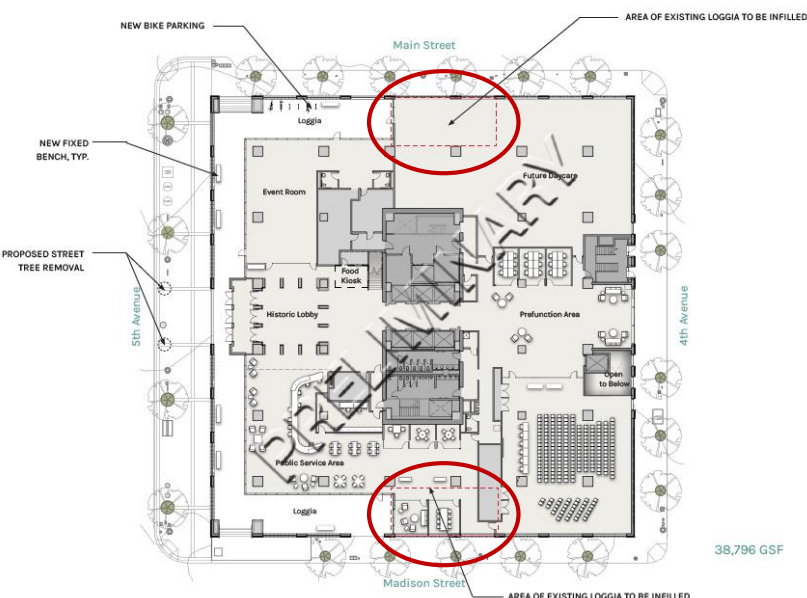 AREA OF EXISTING LOGGIA TO BE INFILLED
NEW BIKE PARKING
Main Street
Loggia
NEW FIXED
BENCH, TYP.
Event Room
Future Daycare
PROPOSED STREET
TREE REMOVAL
Food
Kiosk
5th Avenue
Historic Lobby
Prefunction Area
4th Avenue
Open
to Below
PRELIMINARY
Public Service Area
Loggia
38,796 GSF
Madison Street
AREA OF EXISTING LOGGIA TO BE INFILLED